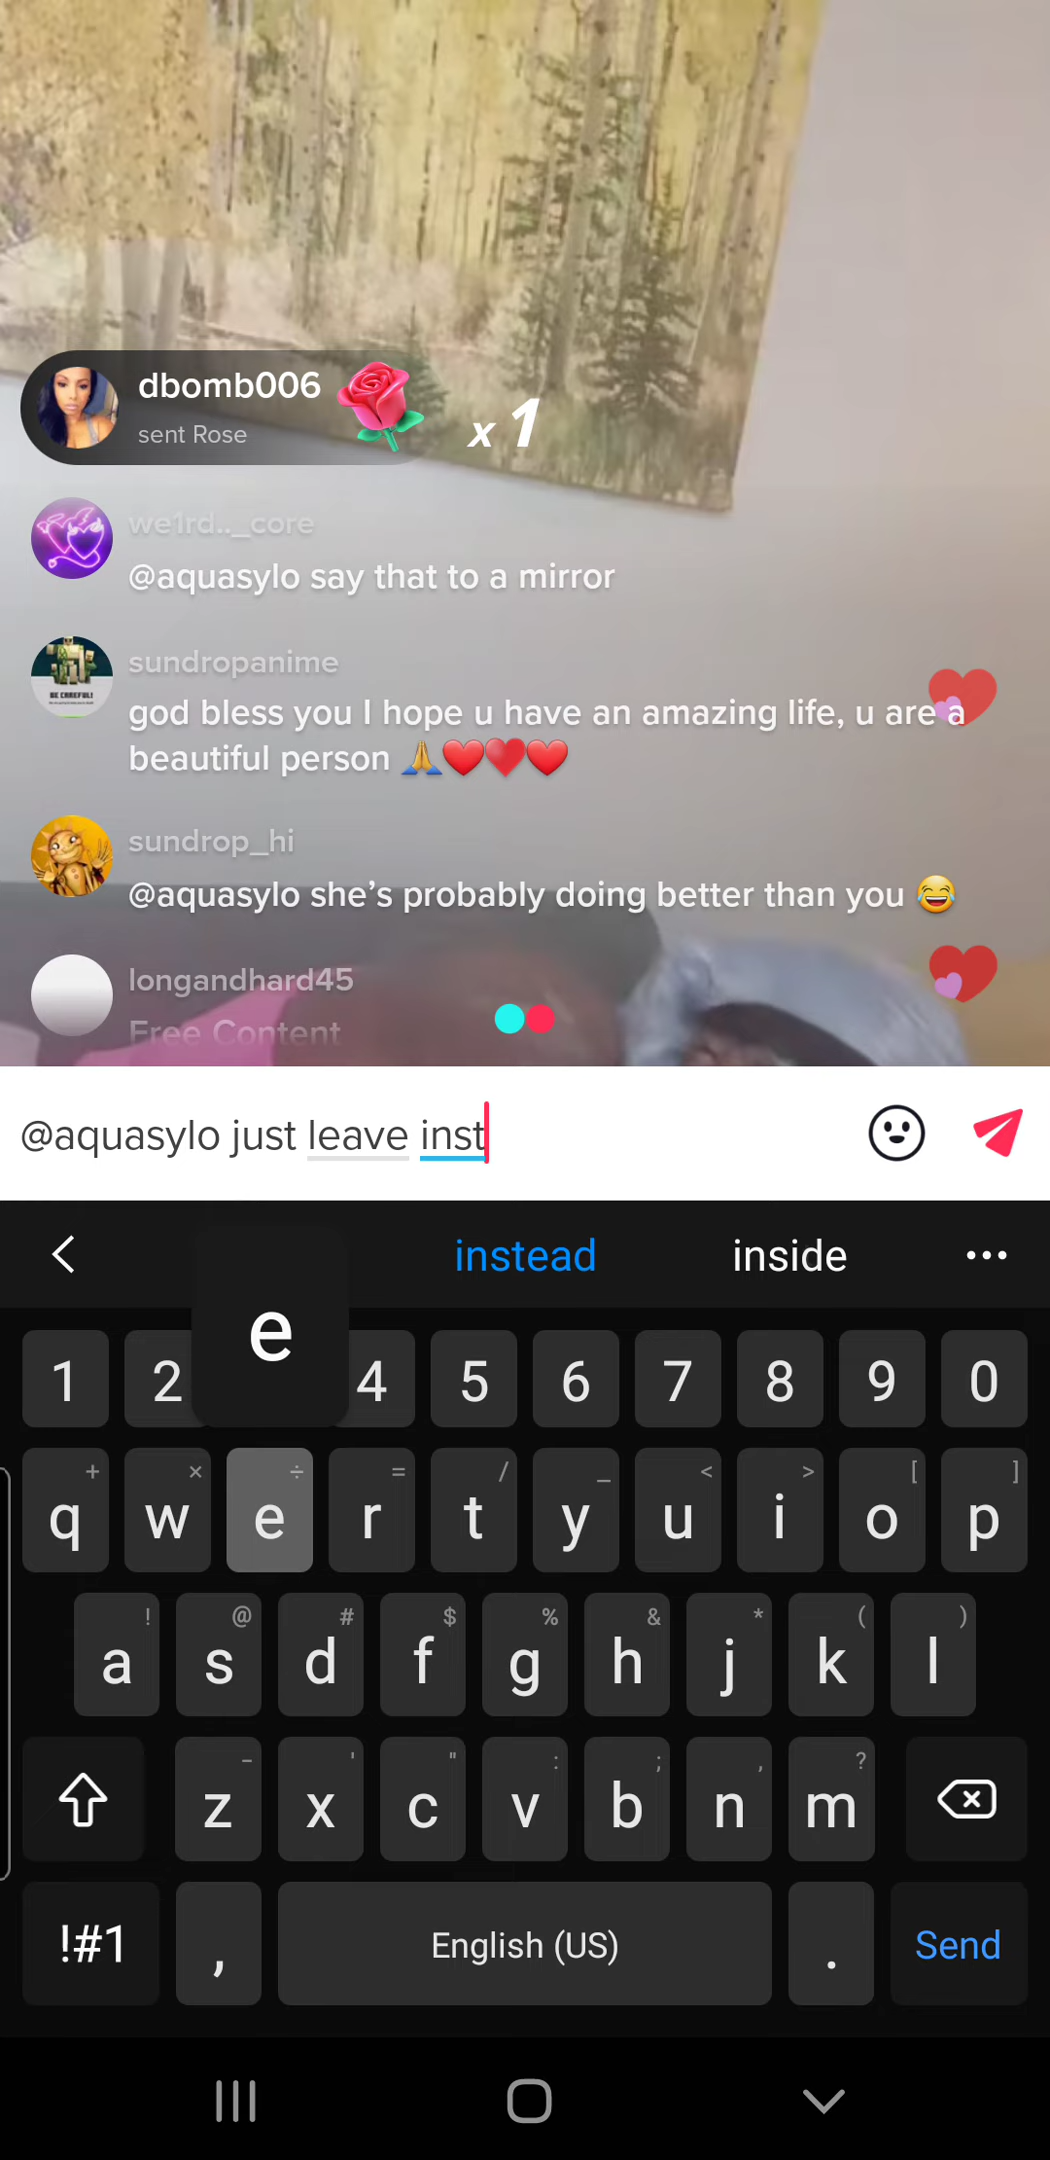 dbomb006
sent Rose
x 1
we1rd.._core
@aquasylo say that to a mirror
sundropanime
god bless you I hope u have an amazing life, u are a
beautiful person 🙏❤️♥️❤️
sundrop_hi
@aquasylo she's probably doing better than you 😂
longandhard45
Free Content
@aquasylo just leave inst
instead inside
e
1 2 4 5 6 7 8 9 0
+ × ÷ = / _ < > [ ]
q w e r t y u i o p
! @ # $ % & * ( )
a s d f g h j k l
- ' " : ; , ?
z x c v b n m
!#1 , English (US) . Send